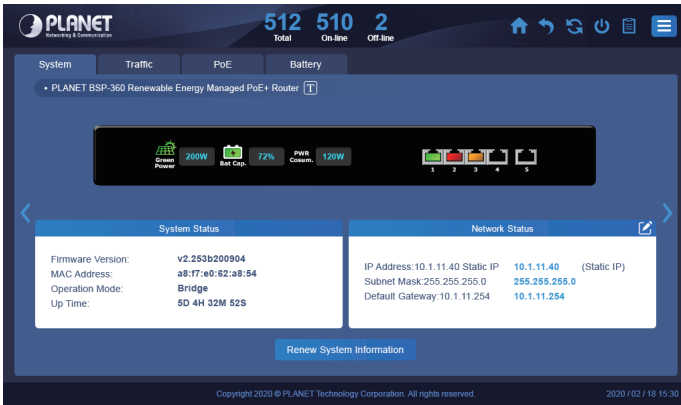 PLANET
Networking & Communication
512 510 2
Total On-line Off-line
System Traffic PoE Battery
• PLANET BSP-360 Renewable Energy Managed PoE+ Router T
Green Power 200W Bat Cap. 72% PWR Cosum. 120W
1 2 3 4 5
System Status
Firmware Version: v2.253b200904
MAC Address: a8:f7:e0:62:a8:54
Operation Mode: Bridge
Up Time: 5D 4H 32M 52S
Network Status
IP Address:10.1.11.40 Static IP 10.1.11.40 (Static IP)
Subnet Mask:255.255.255.0 255.255.255.0
Default Gateway:10.1.11.254 10.1.11.254
Renew System Information
Copyright 2020 © PLANET Technology Corporation. All rights reserved. 2020 / 02 / 18 15:30